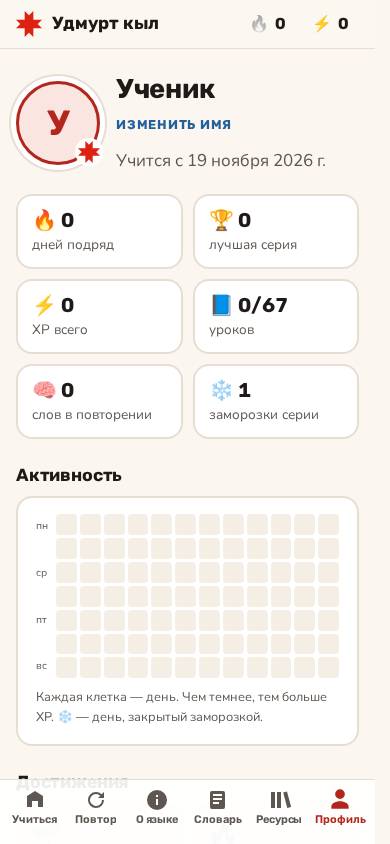 Удмурт кыл
0
0
У
Ученик
ИЗМЕНИТЬ ИМЯ
Учится с 19 ноября 2026 г.
0
дней подряд
0
лучшая серия
0
XP всего
0/67
уроков
0
слов в повторении
1
заморозки серии
Активность
пн
ср
пт
вс
Каждая клетка — день. Чем темнее, тем больше
XP. ❄️ — день, закрытый заморозкой.
Достижения
Учиться
Повтор
О языке
Словарь
Ресурсы
Профиль